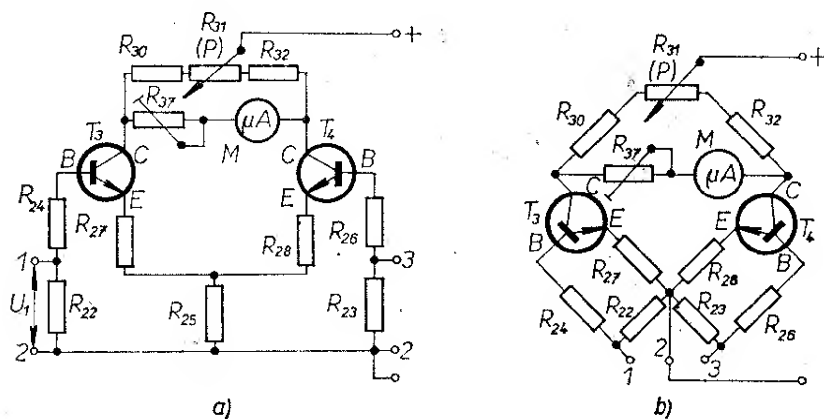 R30 R31 (P) R32 +
R37
μA
M
T3 T4
B C E
C E B
R24 R27 R28 R26
1 3
U1 R22 R25 R23
2 2
a)
R31 (P) +
R30 R32
R37 μA
M
C C
T3 E E T4
B B
R27 R28
R24 R22 R23 R26
1 2 3
b)